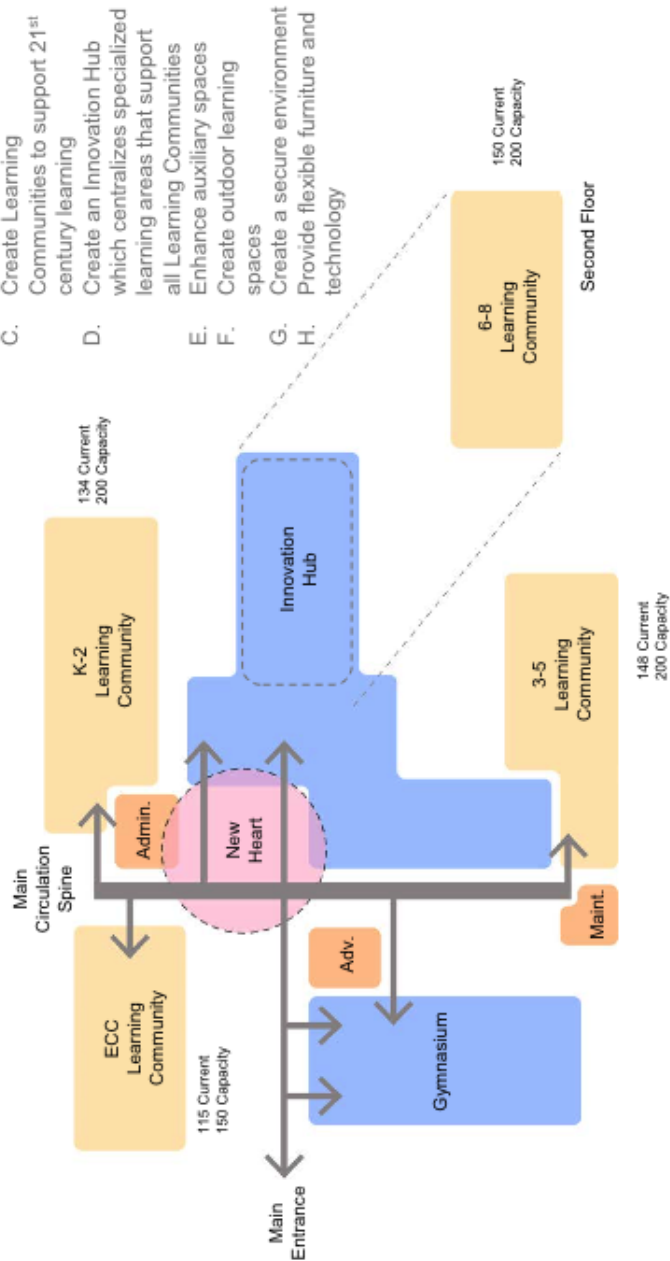 C. Create Learning
Communities to support 21st
century learning
D. Create an Innovation Hub
which centralizes specialized
learning areas that support
all Learning Communities
E. Enhance auxiliary spaces
F. Create outdoor learning
spaces
G. Create a secure environment
H. Provide flexible furniture and
technology
Main
Circulation
Spine
K-2
Learning
Community
134 Current
200 Capacity
ECC
Learning
Community
115 Current
150 Capacity
Admin.
New
Heart
Innovation
Hub
Main
Entrance
Adv.
Gymnasium
Maint.
3-5
Learning
Community
148 Current
200 Capacity
6-8
Learning
Community
150 Current
200 Capacity
Second Floor